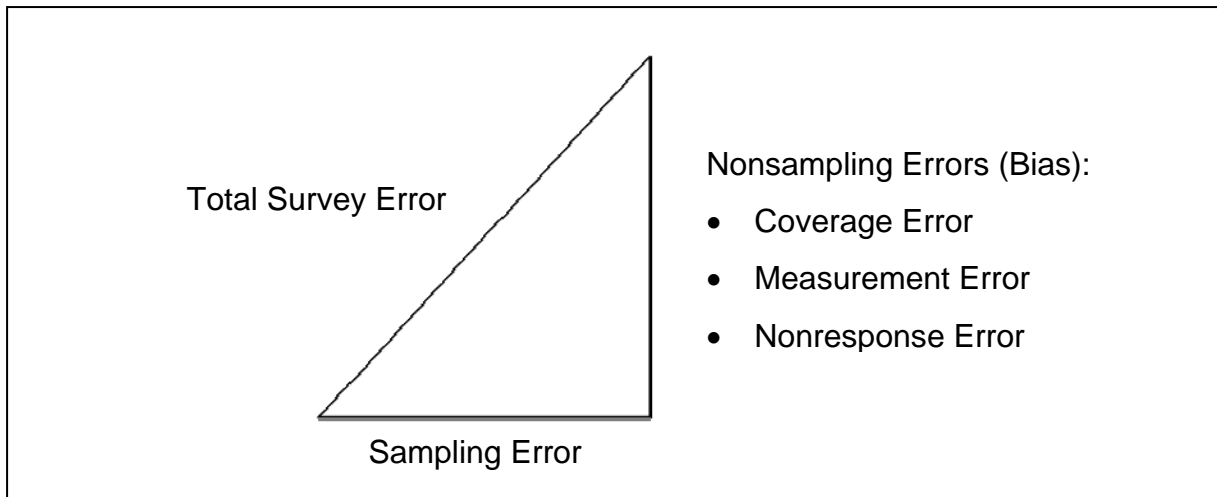 Total Survey Error
Nonsampling Errors (Bias):
• Coverage Error
• Measurement Error
• Nonresponse Error
Sampling Error